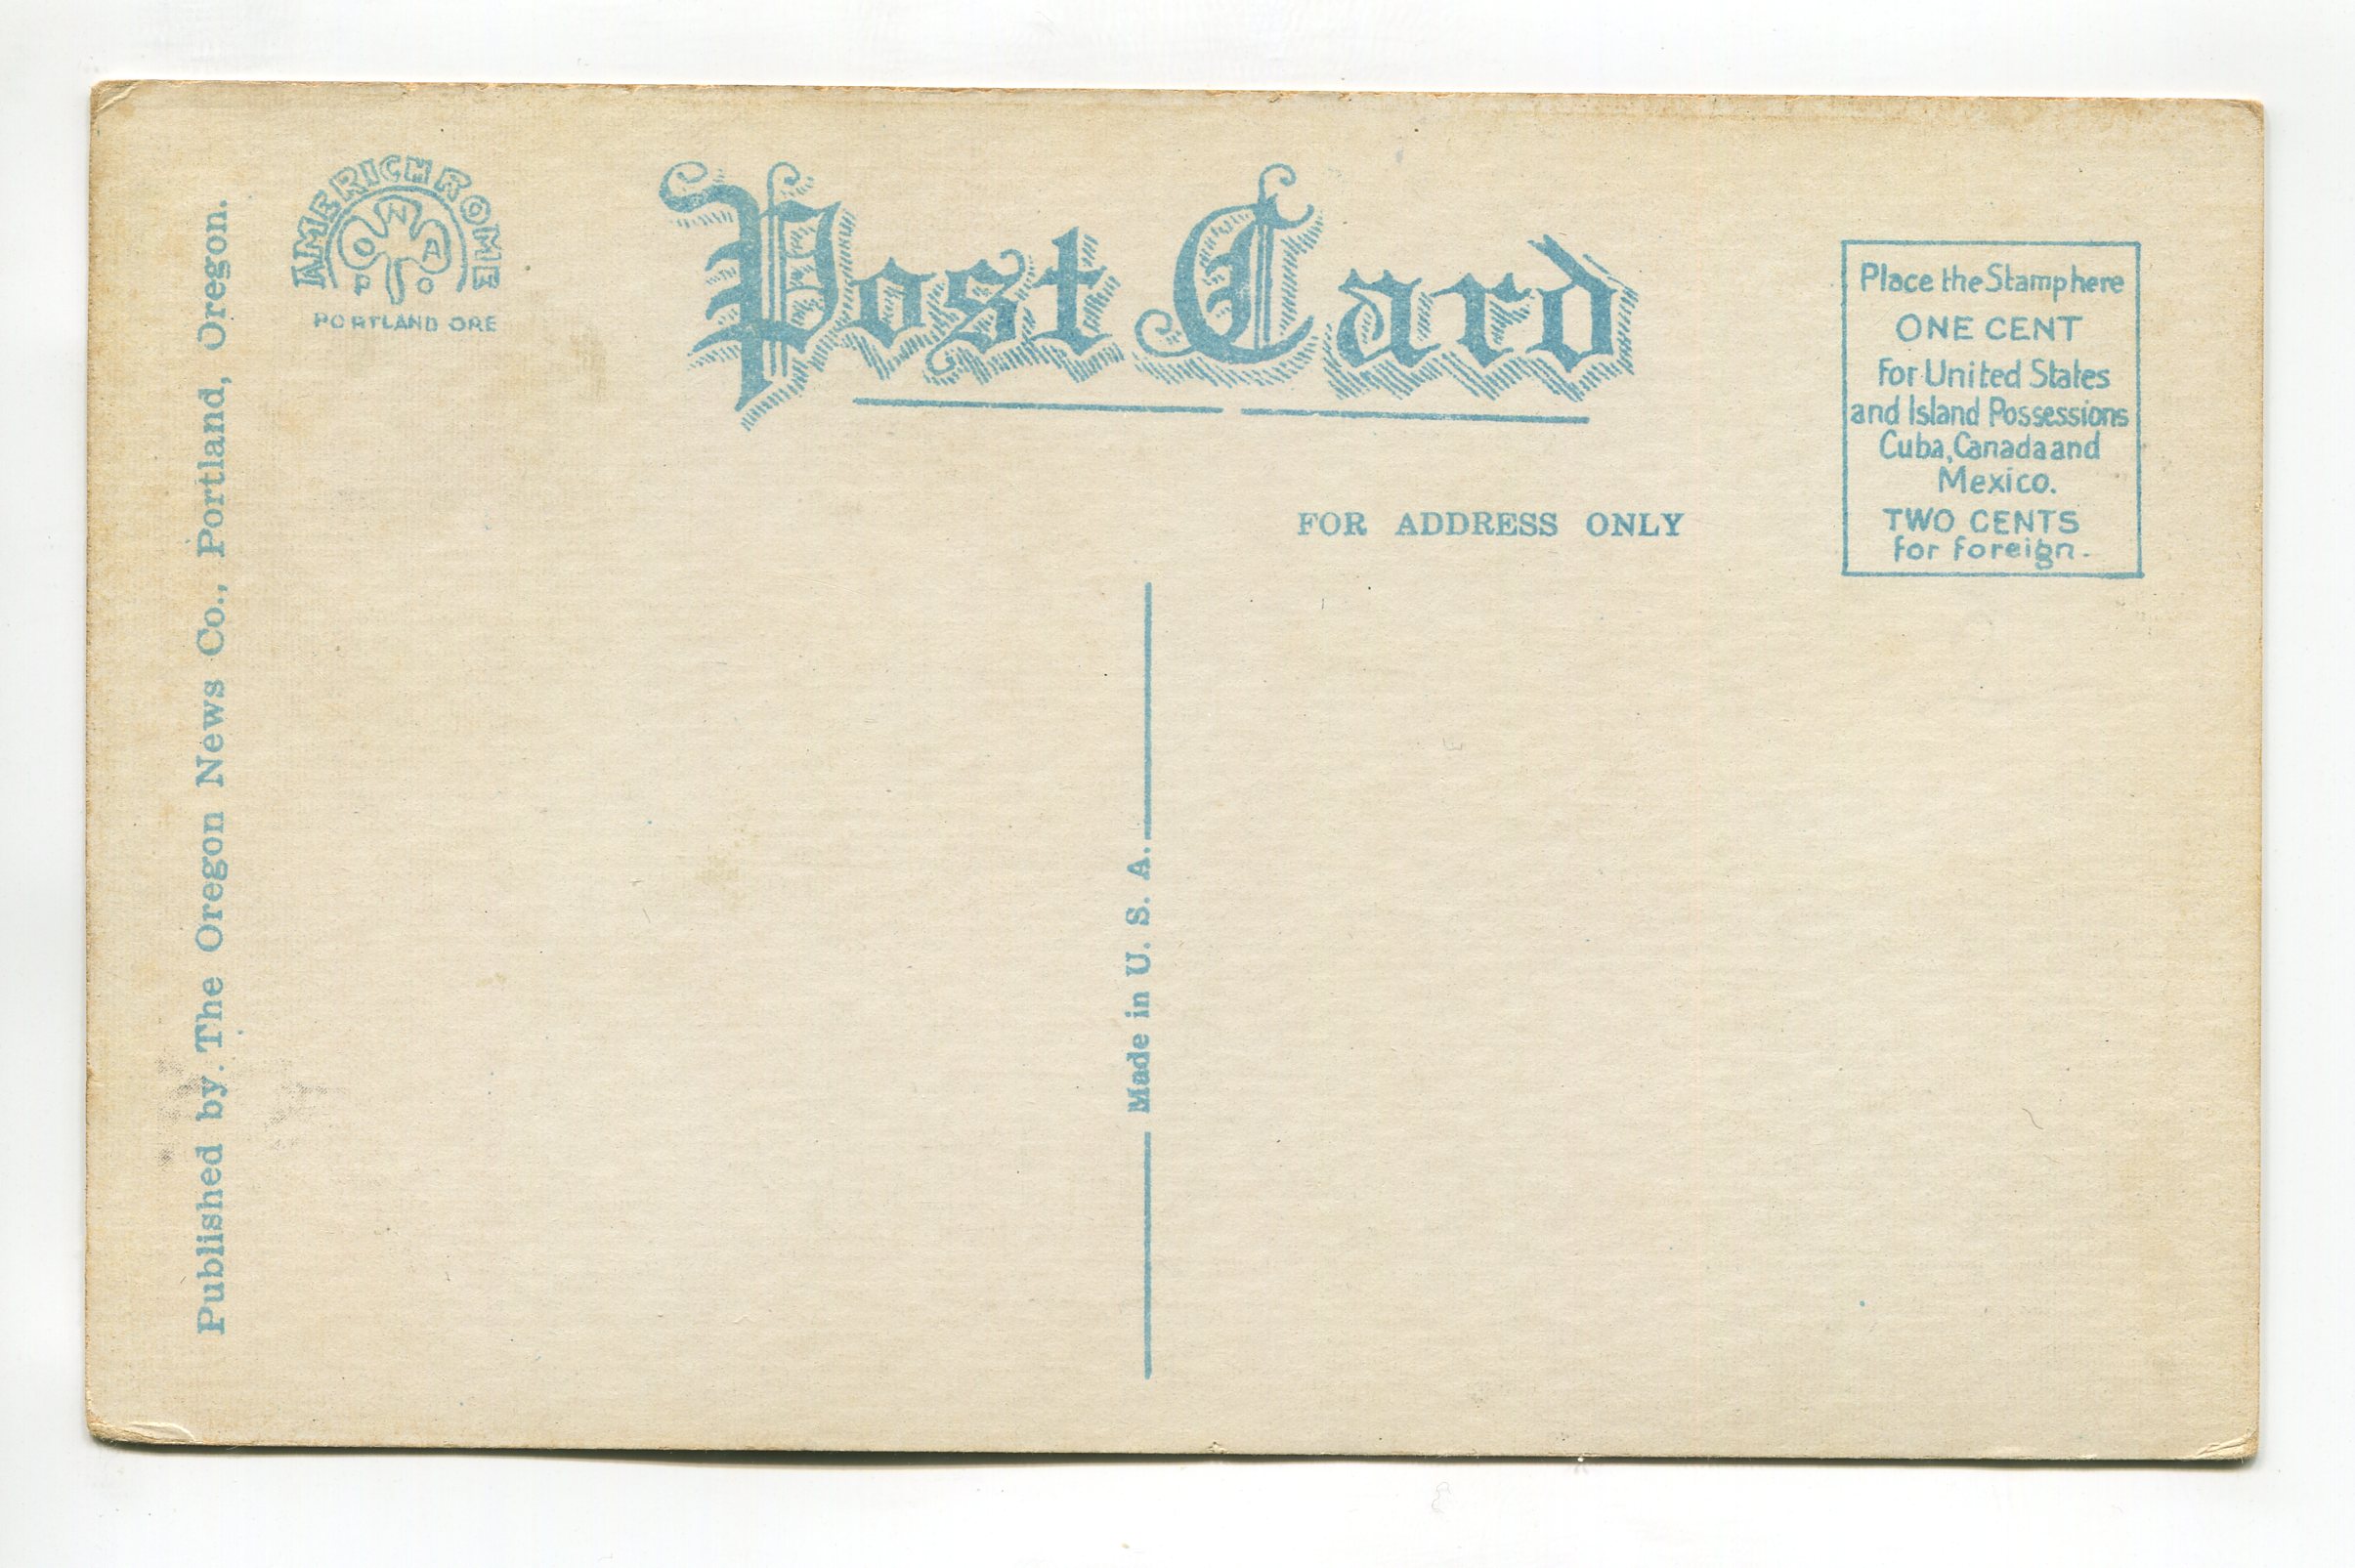 Published by. The Oregon News Co., Portland, Oregon.
AMERICHROME
N
O A
P O
PORTLAND ORE
Post Card
FOR ADDRESS ONLY
Made in U. S. A.
Place the Stamp here
ONE CENT
for United States
and Island Possessions
Cuba, Canada and
Mexico.
TWO CENTS
for foreign.